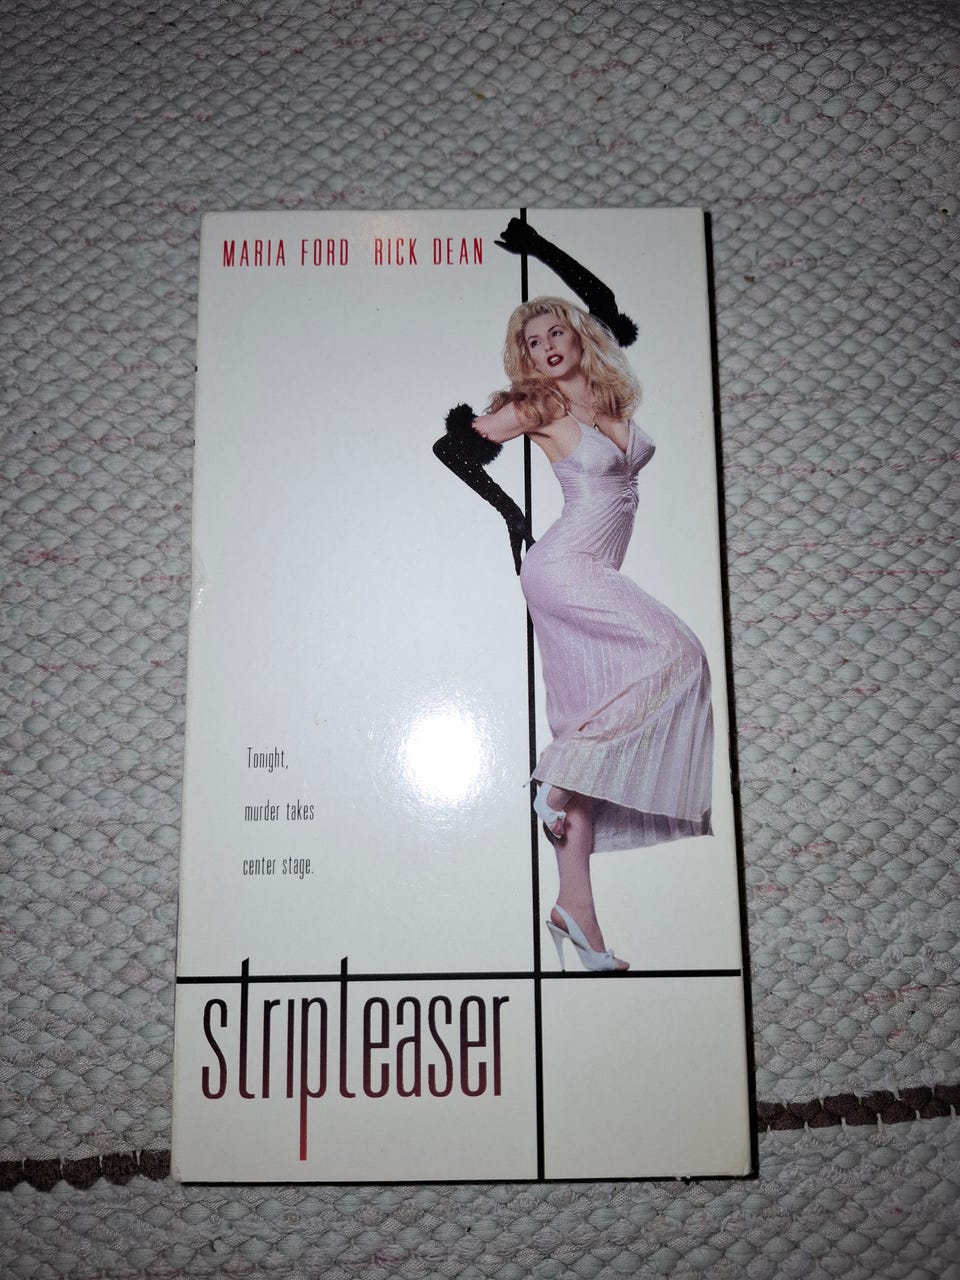 MARIA FORD RICK DEAN
Tonight,
murder takes
center stage.
stripteaser